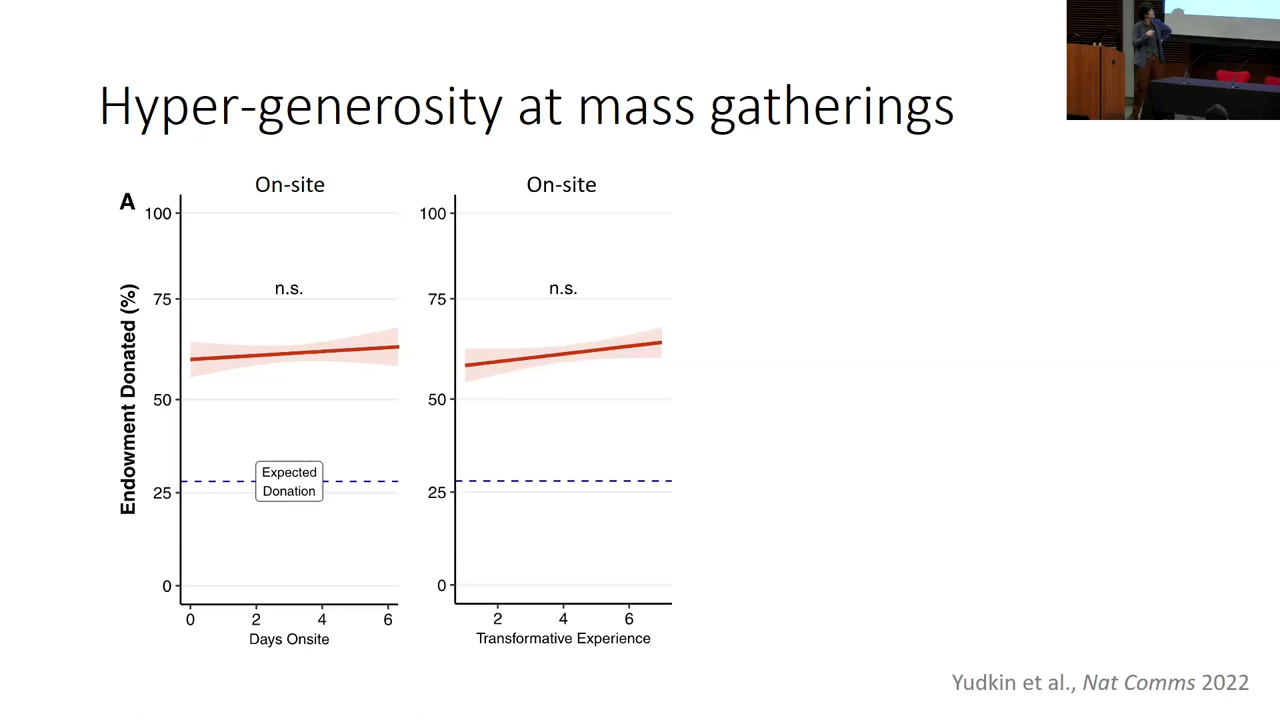 Hyper-generosity at mass gatherings
A
On-site
100
75
50
25
0
n.s.
Expected
Donation
Endowment Donated (%)
0 2 4 6
Days Onsite
On-site
100
75
50
25
0
n.s.
2 4 6
Transformative Experience
Yudkin et al., Nat Comms 2022